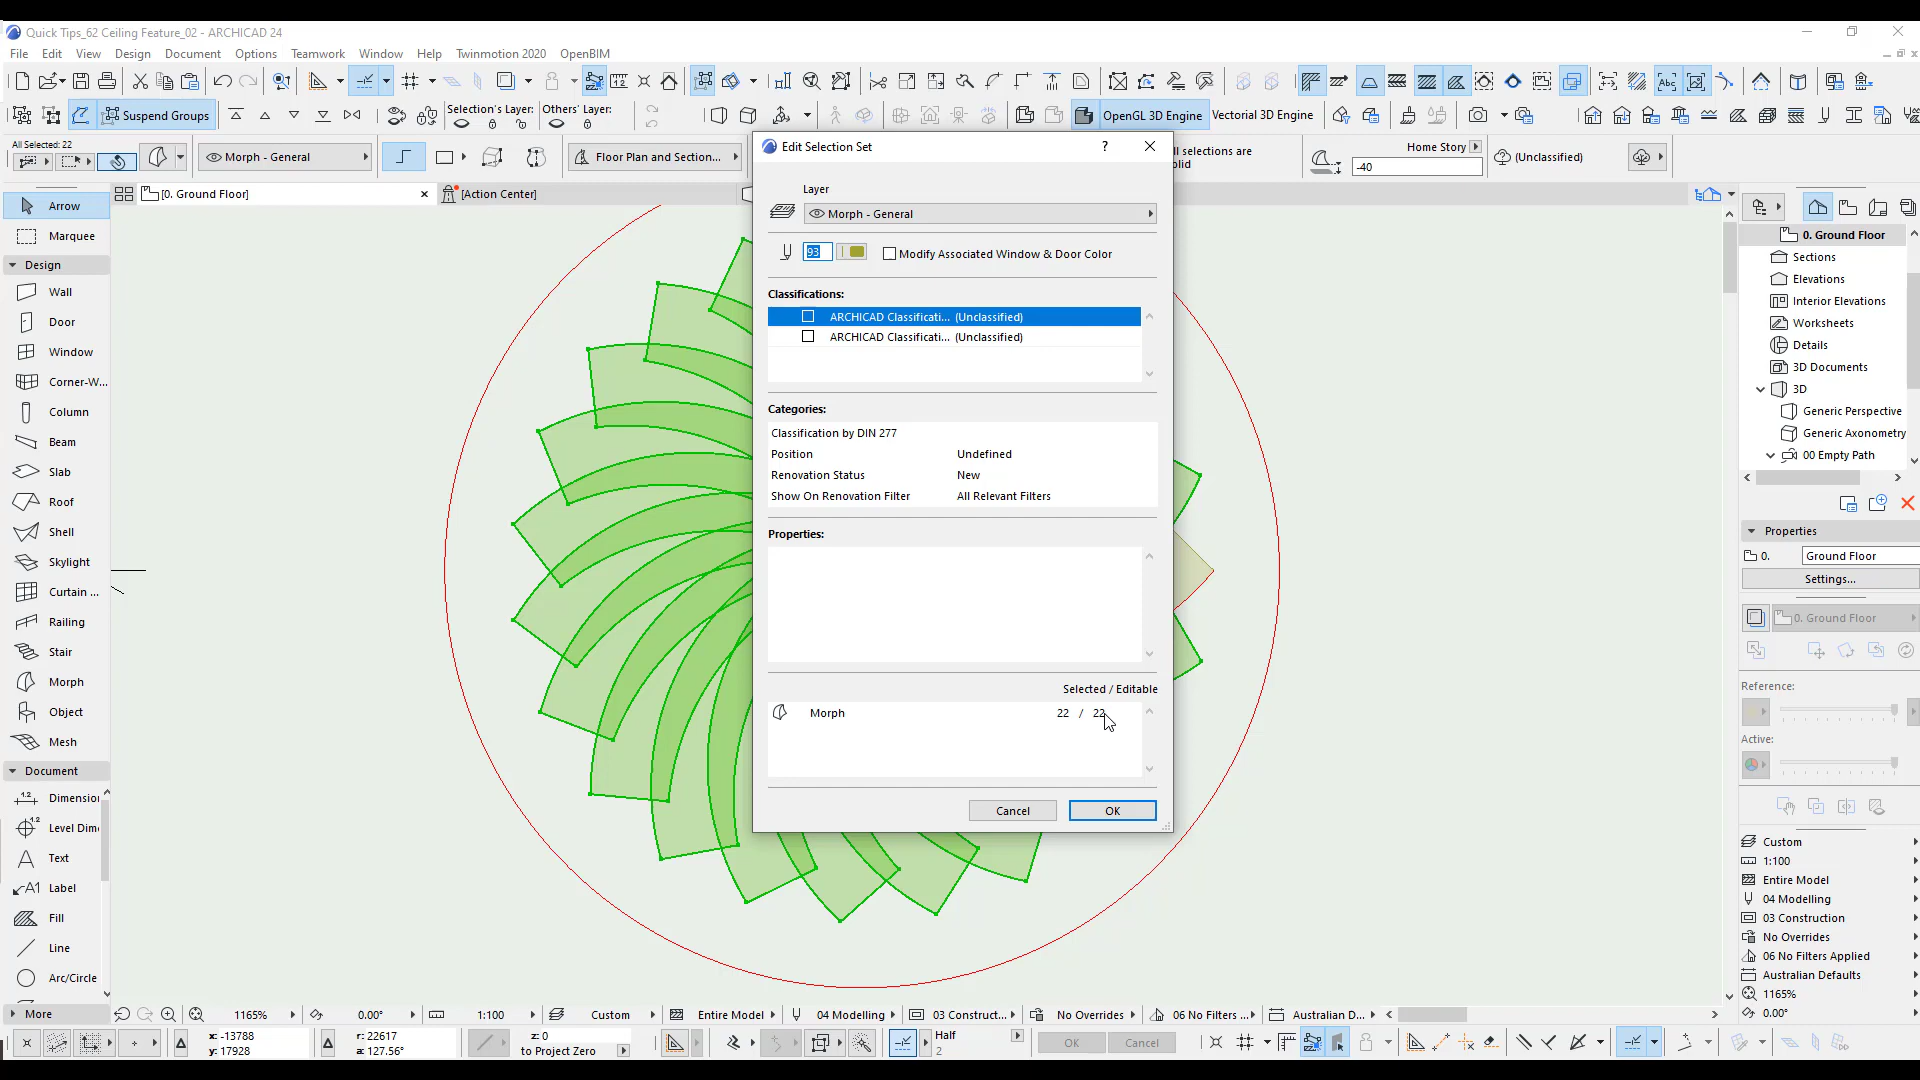 Quick Tips_62 Ceiling Feature_02 - ARCHICAD 24
File Edit View Design Document Options Teamwork Window Help Twinmotion 2020 OpenBIM
Suspend Groups
Selection's Layer: Others' Layer:
OpenGL 3D Engine Vectorial 3D Engine
All Selected: 22
Morph - General
Floor Plan and Section...
ll selections are
olid
Home Story
-40
(Unclassified)
[0. Ground Floor]
[Action Center]
Arrow
Marquee
Design
Wall
Door
Window
Corner-W...
Column
Beam
Slab
Roof
Shell
Skylight
Curtain ...
Railing
Stair
Morph
Object
Mesh
Document
Dimension
Level Dime
Text
A1 Label
Fill
Line
Arc/Circle
More
Edit Selection Set
?
Layer
Morph - General
93
Modify Associated Window & Door Color
Classifications:
ARCHICAD Classificati... (Unclassified)
ARCHICAD Classificati... (Unclassified)
Categories:
Classification by DIN 277
Position Undefined
Renovation Status New
Show On Renovation Filter All Relevant Filters
Properties:
Selected / Editable
Morph 22 / 22
Cancel OK
0. Ground Floor
Sections
Elevations
Interior Elevations
Worksheets
Details
3D Documents
3D
Generic Perspective
Generic Axonometry
00 Empty Path
Properties
0. Ground Floor
Settings...
0. Ground Floor
Reference:
Active:
Custom
1:100
Entire Model
04 Modelling
03 Construction
No Overrides
06 No Filters Applied
Australian Defaults
1165%
0.00°
1165% 0.00° 1:100 Custom Entire Model 04 Modelling 03 Construct... No Overrides 06 No Filters ... Australian D...
x: -13788
y: 17928
r: 22617
a: 127.56°
z: 0
to Project Zero
Half
2
OK Cancel